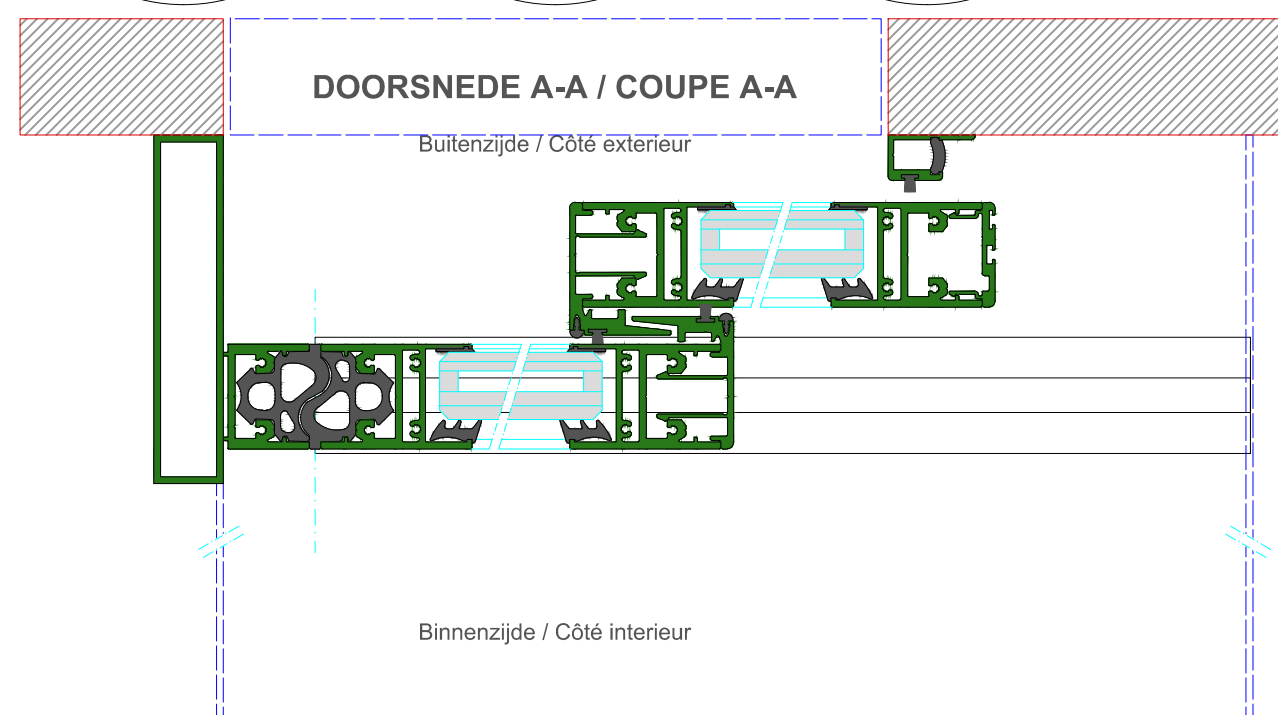 DOORSNEDE A-A / COUPE A-A
Buitenzijde / Côté exterieur
Binnenzijde / Côté interieur